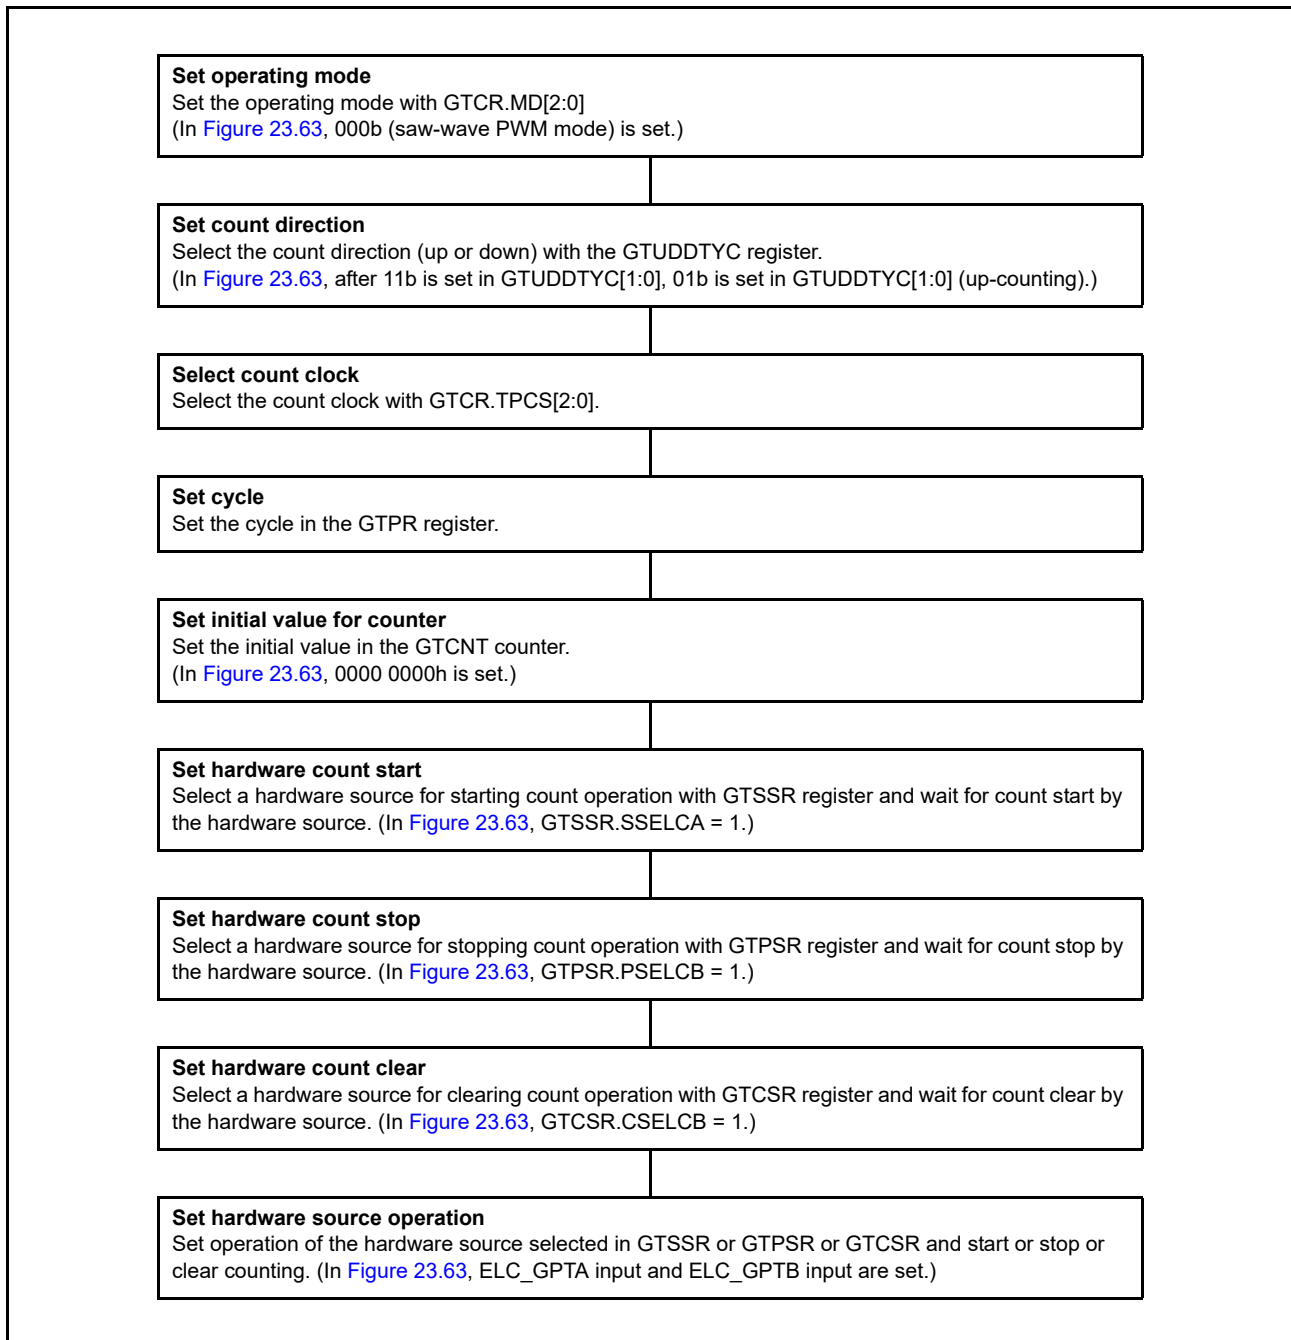 Set operating mode
Set the operating mode with GTCR.MD[2:0]
(In Figure 23.63, 000b (saw-wave PWM mode) is set.)
Set count direction
Select the count direction (up or down) with the GTUDDTYC register.
(In Figure 23.63, after 11b is set in GTUDDTYC[1:0], 01b is set in GTUDDTYC[1:0] (up-counting).)
Select count clock
Select the count clock with GTCR.TPCS[2:0].
Set cycle
Set the cycle in the GTPR register.
Set initial value for counter
Set the initial value in the GTCNT counter.
(In Figure 23.63, 0000 0000h is set.)
Set hardware count start
Select a hardware source for starting count operation with GTSSR register and wait for count start by
the hardware source. (In Figure 23.63, GTSSR.SSELCA = 1.)
Set hardware count stop
Select a hardware source for stopping count operation with GTPSR register and wait for count stop by
the hardware source. (In Figure 23.63, GTPSR.PSELCB = 1.)
Set hardware count clear
Select a hardware source for clearing count operation with GTCSR register and wait for count clear by
the hardware source. (In Figure 23.63, GTCSR.CSELCB = 1.)
Set hardware source operation
Set operation of the hardware source selected in GTSSR or GTPSR or GTCSR and start or stop or
clear counting. (In Figure 23.63, ELC_GPTA input and ELC_GPTB input are set.)